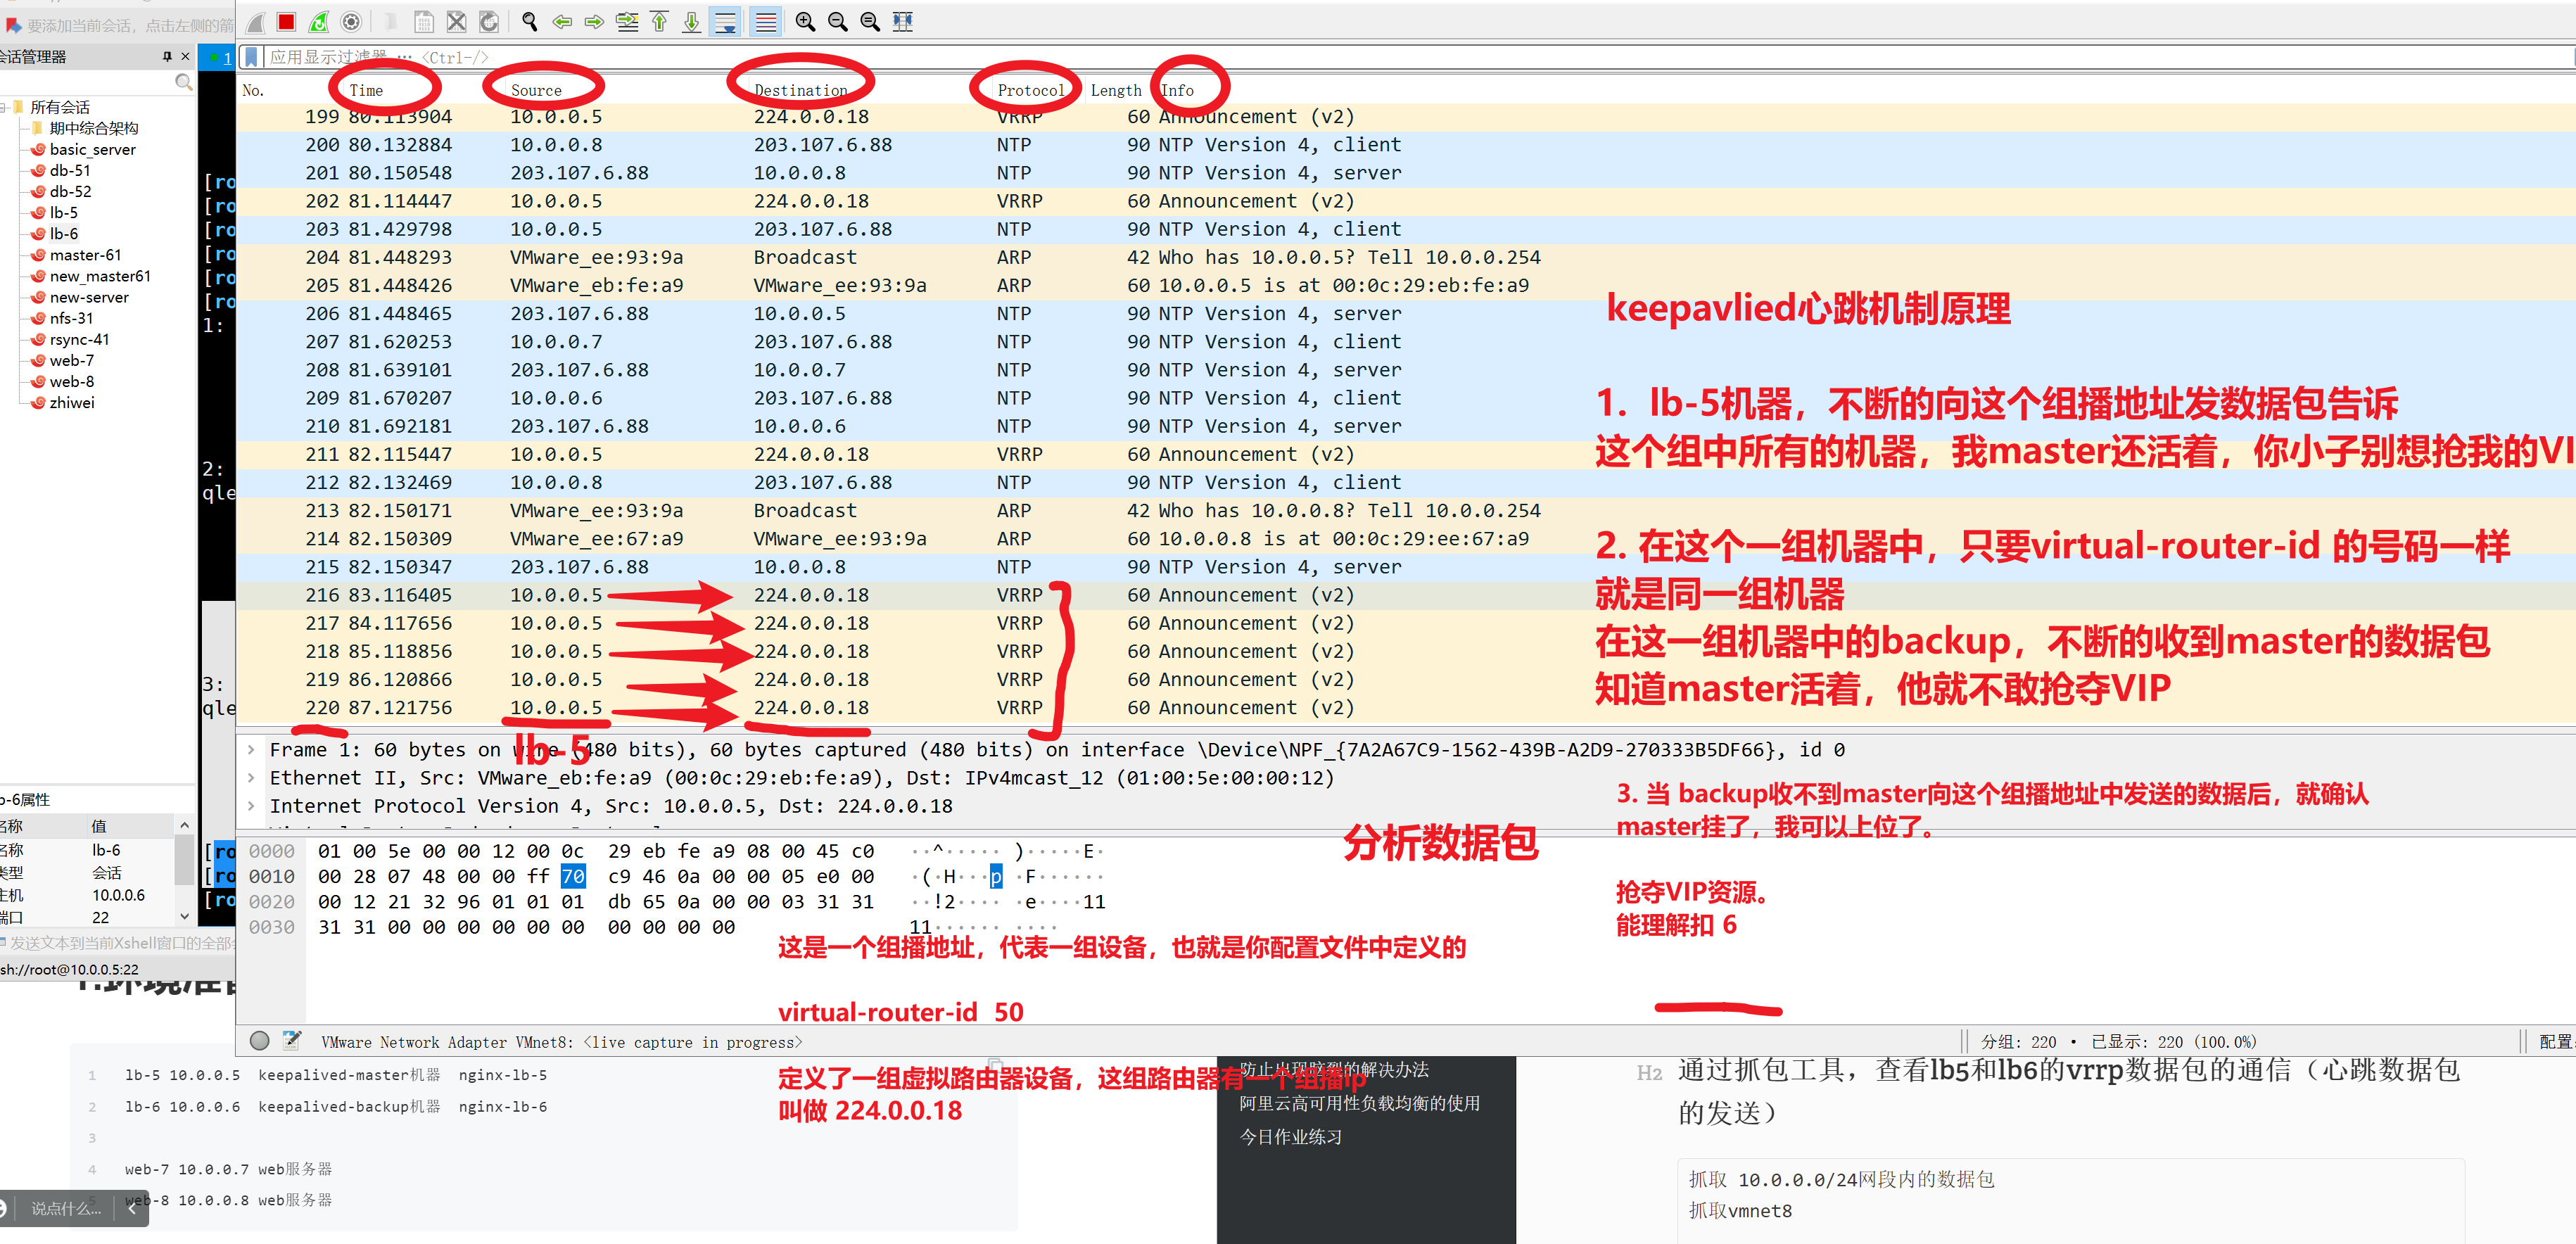 要添加当前会话，点击左侧的箭
会话管理器
1
所有会话
期中综合架构
basic_server
db-51
db-52
lb-5
lb-6
master-61
new_master61
new-server
nfs-31
rsync-41
web-7
web-8
zhiwei
b-6属性
名称 值
名称 lb-6
类型 会话
主机 10.0.0.6
端口 22
发送文本到当前Xshell窗口的全部
sh://root@10.0.0.5:22
[ro
[ro
[ro
[ro
[ro
[ro
1:
2:
qle
3:
qle
[ro
[ro
[ro
应用显示过滤器 … <Ctrl-/>
No. Time Source Destination Protocol Length Info
199 80.113904 10.0.0.5 224.0.0.18 VRRP 60 Announcement (v2)
200 80.132884 10.0.0.8 203.107.6.88 NTP 90 NTP Version 4, client
201 80.150548 203.107.6.88 10.0.0.8 NTP 90 NTP Version 4, server
202 81.114447 10.0.0.5 224.0.0.18 VRRP 60 Announcement (v2)
203 81.429798 10.0.0.5 203.107.6.88 NTP 90 NTP Version 4, client
204 81.448293 VMware_ee:93:9a Broadcast ARP 42 Who has 10.0.0.5? Tell 10.0.0.254
205 81.448426 VMware_eb:fe:a9 VMware_ee:93:9a ARP 60 10.0.0.5 is at 00:0c:29:eb:fe:a9
206 81.448465 203.107.6.88 10.0.0.5 NTP 90 NTP Version 4, server
207 81.620253 10.0.0.7 203.107.6.88 NTP 90 NTP Version 4, client
208 81.639101 203.107.6.88 10.0.0.7 NTP 90 NTP Version 4, server
209 81.670207 10.0.0.6 203.107.6.88 NTP 90 NTP Version 4, client
210 81.692181 203.107.6.88 10.0.0.6 NTP 90 NTP Version 4, server
211 82.115447 10.0.0.5 224.0.0.18 VRRP 60 Announcement (v2)
212 82.132469 10.0.0.8 203.107.6.88 NTP 90 NTP Version 4, client
213 82.150171 VMware_ee:93:9a Broadcast ARP 42 Who has 10.0.0.8? Tell 10.0.0.254
214 82.150309 VMware_ee:67:a9 VMware_ee:93:9a ARP 60 10.0.0.8 is at 00:0c:29:ee:67:a9
215 82.150347 203.107.6.88 10.0.0.8 NTP 90 NTP Version 4, server
216 83.116405 10.0.0.5 224.0.0.18 VRRP 60 Announcement (v2)
217 84.117656 10.0.0.5 224.0.0.18 VRRP 60 Announcement (v2)
218 85.118856 10.0.0.5 224.0.0.18 VRRP 60 Announcement (v2)
219 86.120866 10.0.0.5 224.0.0.18 VRRP 60 Announcement (v2)
220 87.121756 10.0.0.5 224.0.0.18 VRRP 60 Announcement (v2)
keepavlied心跳机制原理
1. lb-5机器，不断的向这个组播地址发数据包告诉
这个组中所有的机器，我master还活着，你小子别想抢我的VI
2. 在这个一组机器中，只要virtual-router-id 的号码一样
就是同一组机器
在这一组机器中的backup，不断的收到master的数据包
知道master活着，他就不敢抢夺VIP
lb-5
Frame 1: 60 bytes on wire (480 bits), 60 bytes captured (480 bits) on interface \Device\NPF_{7A2A67C9-1562-439B-A2D9-270333B5DF66}, id 0
Ethernet II, Src: VMware_eb:fe:a9 (00:0c:29:eb:fe:a9), Dst: IPv4mcast_12 (01:00:5e:00:00:12)
Internet Protocol Version 4, Src: 10.0.0.5, Dst: 224.0.0.18
3. 当 backup收不到master向这个组播地址中发送的数据后，就确认
master挂了，我可以上位了。
抢夺VIP资源。
能理解扣 6
分析数据包
0000 01 00 5e 00 00 12 00 0c 29 eb fe a9 08 00 45 c0 ··^····· )·····E·
0010 00 28 07 48 00 00 ff 70 c9 46 0a 00 00 05 e0 00 ·(·H···p ·F······
0020 00 12 21 32 96 01 01 01 db 65 0a 00 00 03 31 31 ··!2···· ·e····11
0030 31 31 00 00 00 00 00 00 00 00 00 00 11······ ····
这是一个组播地址，代表一组设备，也就是你配置文件中定义的
virtual-router-id 50
定义了一组虚拟路由器设备，这组路由器有一个组播ip
叫做 224.0.0.18
VMware Network Adapter VMnet8: <live capture in progress>
分组: 220 · 已显示: 220 (100.0%)
配置:
1.环境准备
1 lb-5 10.0.0.5 keepalived-master机器 nginx-lb-5
2 lb-6 10.0.0.6 keepalived-backup机器 nginx-lb-6
3
4 web-7 10.0.0.7 web服务器
5 web-8 10.0.0.8 web服务器
说点什么...
防止出现脑裂的解决办法
阿里云高可用性负载均衡的使用
今日作业练习
H2 通过抓包工具，查看lb5和lb6的vrrp数据包的通信（心跳数据包
的发送）
抓取 10.0.0.0/24网段内的数据包
抓取vmnet8